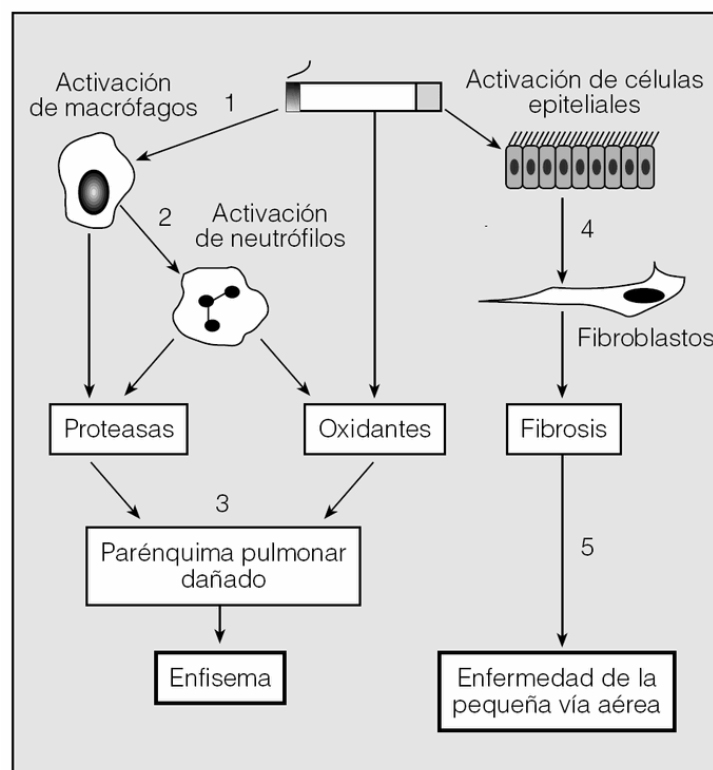 Activación
de macrófagos
1
Activación de células
epiteliales
2
Activación
de neutrófilos
4
Fibroblastos
Proteasas
Oxidantes
Fibrosis
3
Parénquima pulmonar
dañado
5
Enfisema
Enfermedad de la
pequeña vía aérea